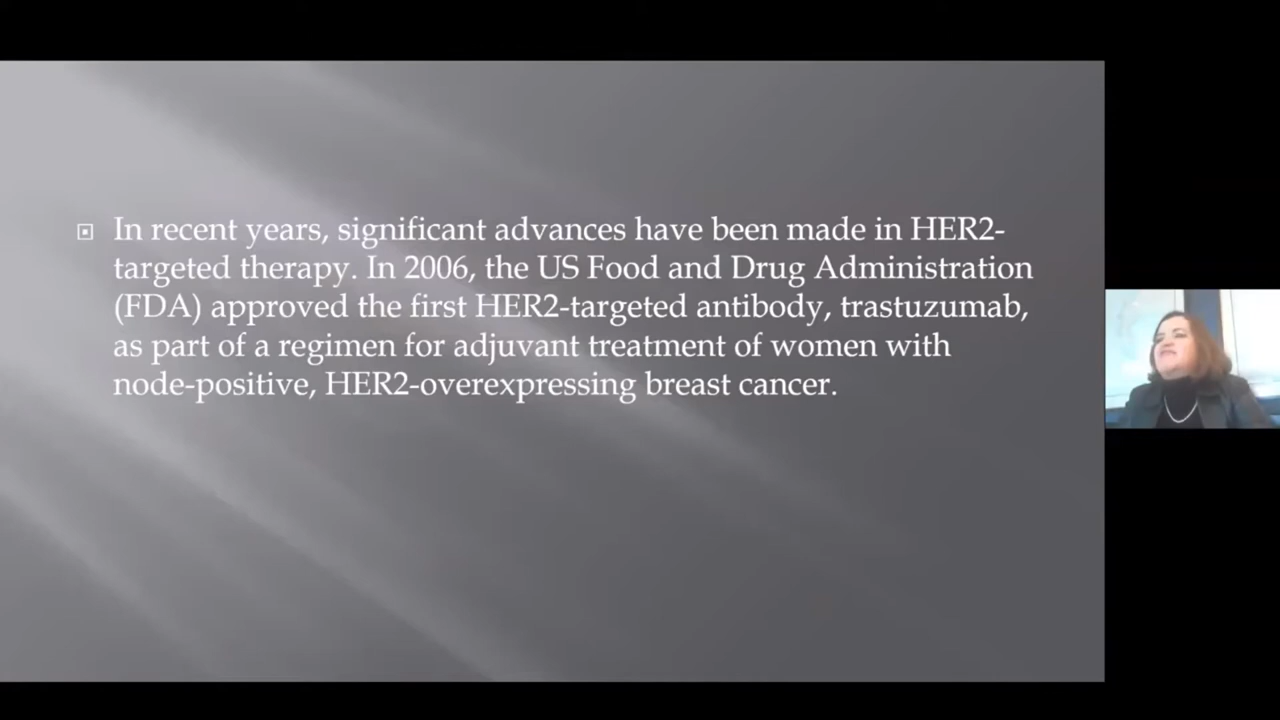 In recent years, significant advances have been made in HER2-
targeted therapy. In 2006, the US Food and Drug Administration
(FDA) approved the first HER2-targeted antibody, trastuzumab,
as part of a regimen for adjuvant treatment of women with
node-positive, HER2-overexpressing breast cancer.